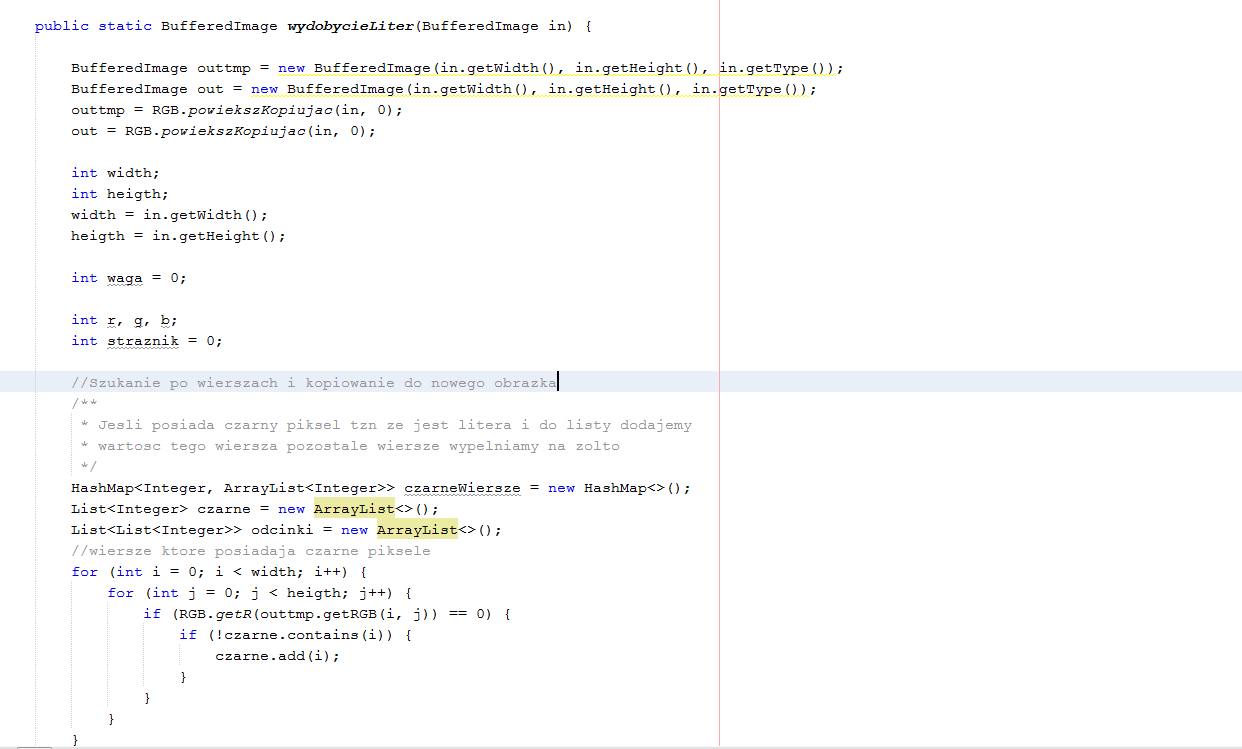 public static BufferedImage wydobycieLiter(BufferedImage in) {
BufferedImage outtmp = new BufferedImage(in.getWidth(), in.getHeight(), in.getType());
BufferedImage out = new BufferedImage(in.getWidth(), in.getHeight(), in.getType());
outtmp = RGB.powiekszKopiujac(in, 0);
out = RGB.powiekszKopiujac(in, 0);
int width;
int heigth;
width = in.getWidth();
heigth = in.getHeight();
int waga = 0;
int r, g, b;
int straznik = 0;
//Szukanie po wierszach i kopiowanie do nowego obrazka
/**
* Jesli posiada czarny piksel tzn ze jest litera i do listy dodajemy
* wartosc tego wiersza pozostale wiersze wypelniamy na zolto
*/
HashMap<Integer, ArrayList<Integer>> czarneWiersze = new HashMap<>();
List<Integer> czarne = new ArrayList<>();
List<List<Integer>> odcinki = new ArrayList<>();
//wiersze ktore posiadaja czarne piksele
for (int i = 0; i < width; i++) {
for (int j = 0; j < heigth; j++) {
if (RGB.getR(outtmp.getRGB(i, j)) == 0) {
if (!czarne.contains(i)) {
czarne.add(i);
}
}
}
}